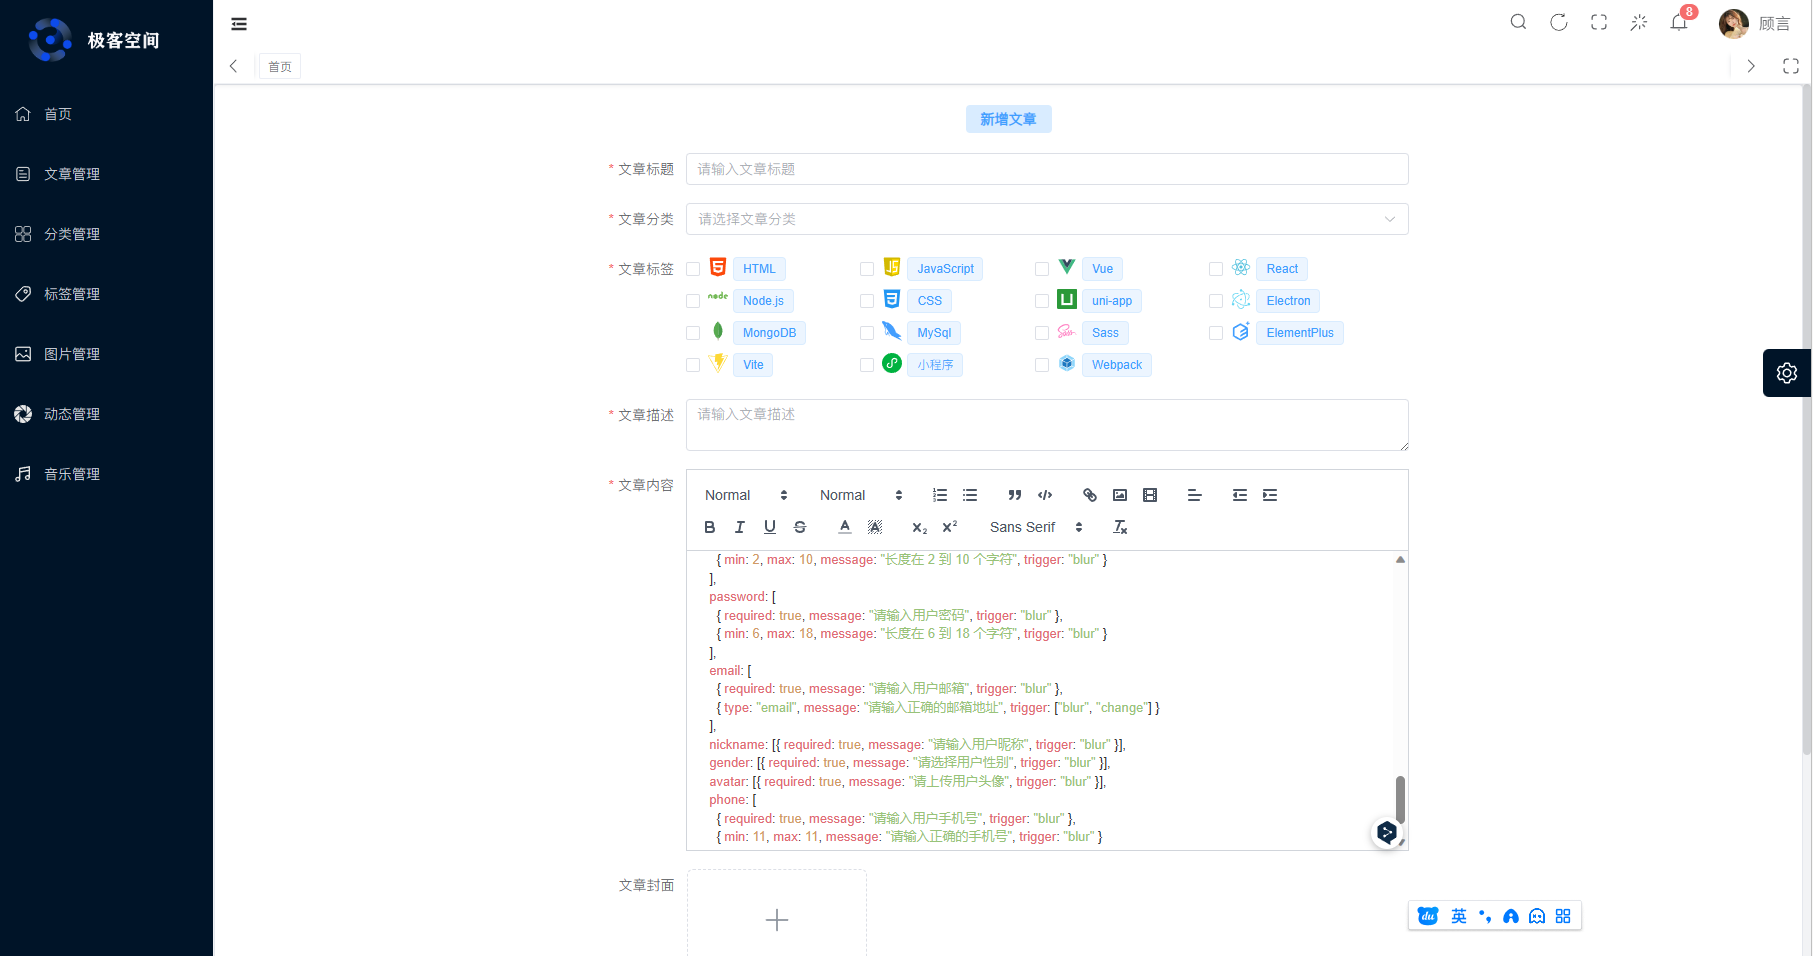 极客空间
8
顾言
首页
首页
文章管理
分类管理
标签管理
图片管理
动态管理
音乐管理
新增文章
* 文章标题 请输入文章标题
* 文章分类 请选择文章分类
* 文章标签 HTML JavaScript Vue React
node Node.js CSS uni-app Electron
MongoDB MySql Sass ElementPlus
Vite 小程序 Webpack
* 文章描述 请输入文章描述
* 文章内容
Normal Normal
Sans Serif
{ min: 2, max: 10, message: "长度在 2 到 10 个字符", trigger: "blur" }
],
password: [
{ required: true, message: "请输入用户密码", trigger: "blur" },
{ min: 6, max: 18, message: "长度在 6 到 18 个字符", trigger: "blur" }
],
email: [
{ required: true, message: "请输入用户邮箱", trigger: "blur" },
{ type: "email", message: "请输入正确的邮箱地址", trigger: ["blur", "change"] }
],
nickname: [{ required: true, message: "请输入用户昵称", trigger: "blur" }],
gender: [{ required: true, message: "请选择用户性别", trigger: "blur" }],
avatar: [{ required: true, message: "请上传用户头像", trigger: "blur" }],
phone: [
{ required: true, message: "请输入用户手机号", trigger: "blur" },
{ min: 11, max: 11, message: "请输入正确的手机号", trigger: "blur" }
文章封面
du 英